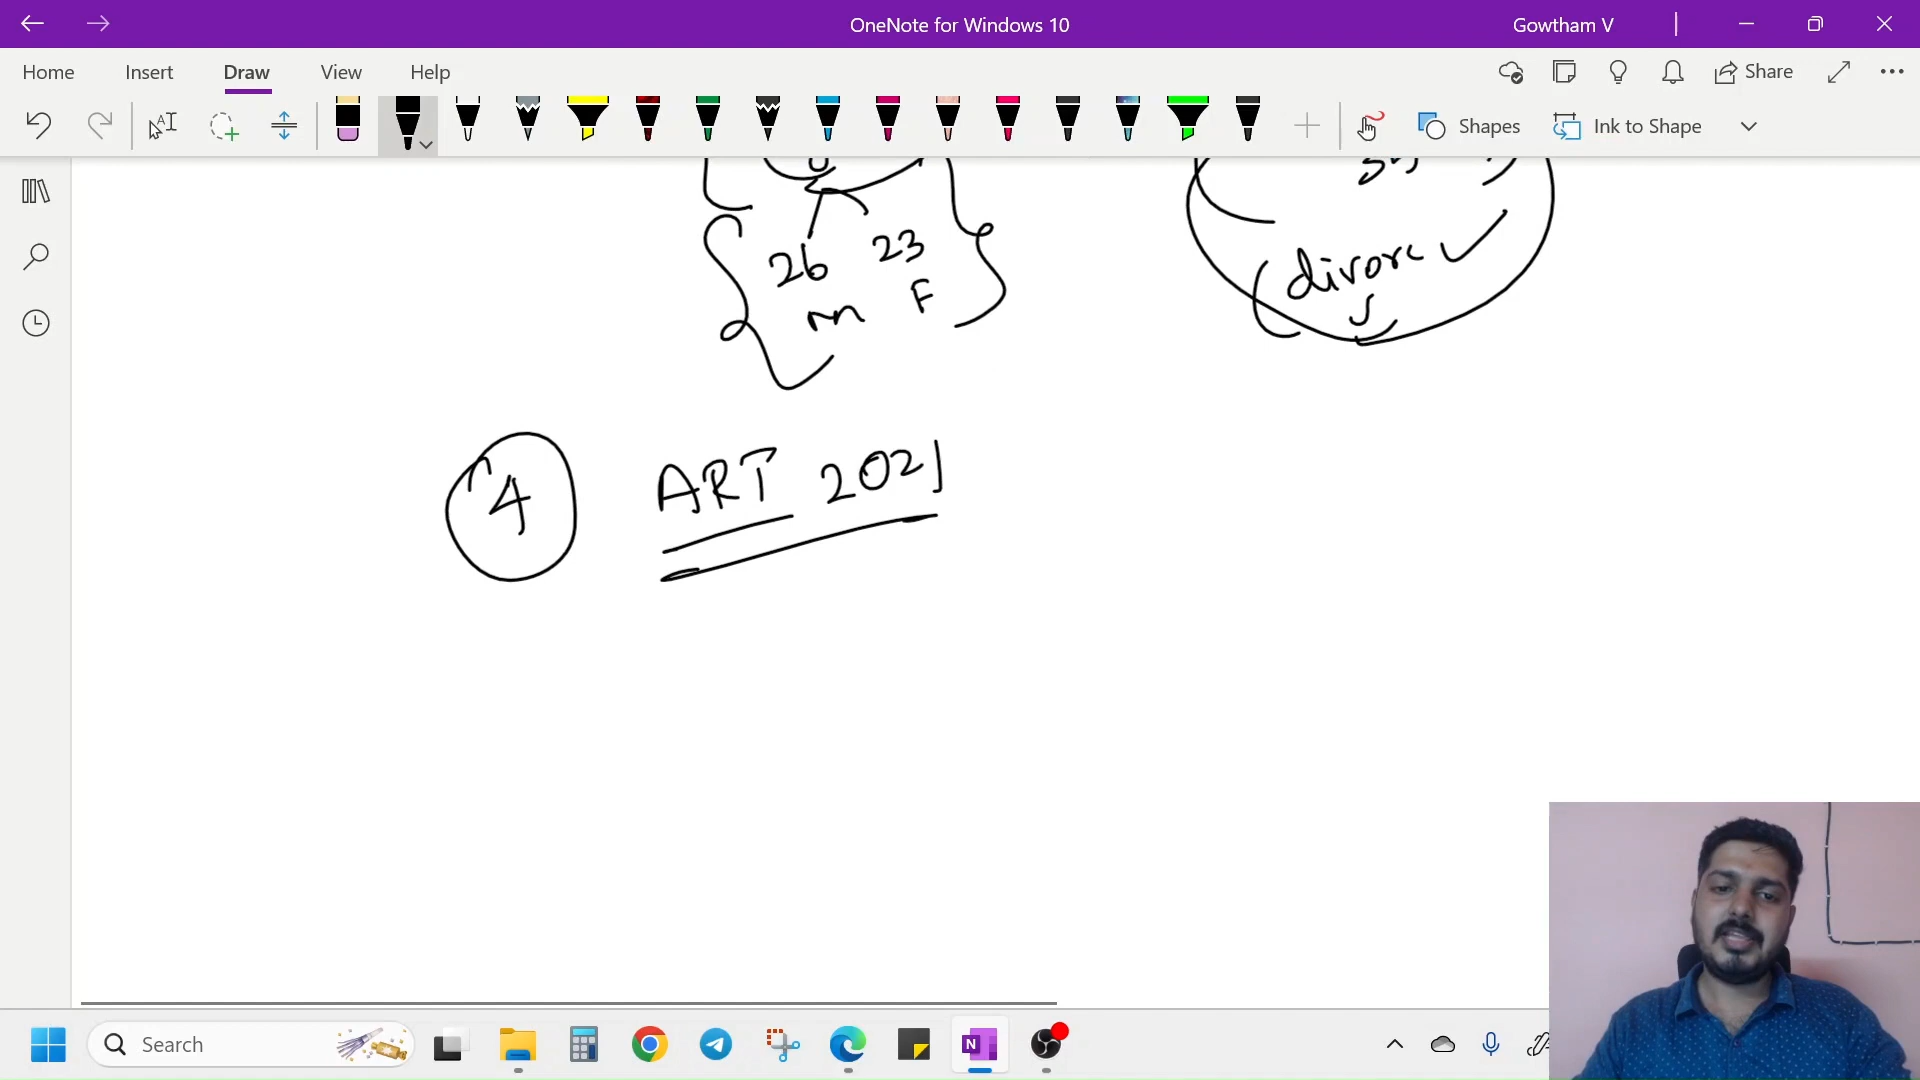 OneNote for Windows 10
Gowtham V
Home Insert Draw View Help
Share
Shapes
Ink to Shape
26 23
m F
divorc
4 ART 2021
Search